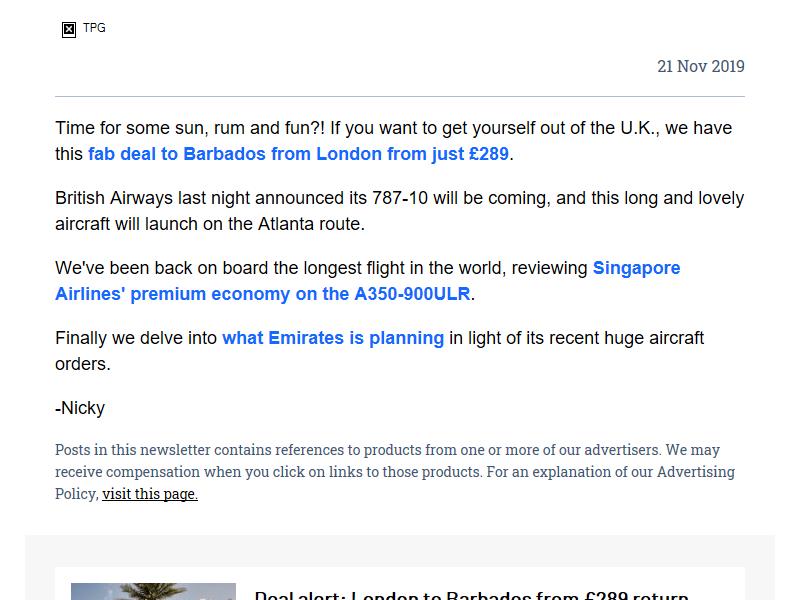 TPG
21 Nov 2019
Time for some sun, rum and fun?! If you want to get yourself out of the U.K., we have
this fab deal to Barbados from London from just £289.
British Airways last night announced its 787-10 will be coming, and this long and lovely
aircraft will launch on the Atlanta route.
We've been back on board the longest flight in the world, reviewing Singapore
Airlines' premium economy on the A350-900ULR.
Finally we delve into what Emirates is planning in light of its recent huge aircraft
orders.
-Nicky
Posts in this newsletter contains references to products from one or more of our advertisers. We may
receive compensation when you click on links to those products. For an explanation of our Advertising
Policy, visit this page.
Deal alert: London to Barbados from £289 return